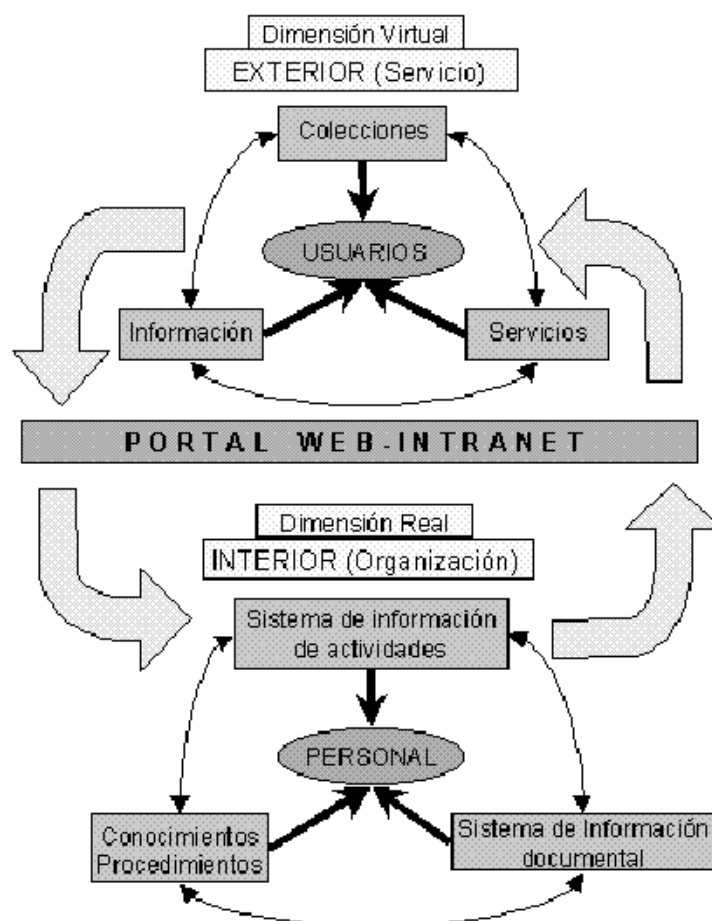 Dimensión Virtual
EXTERIOR (Servicio)
Colecciones
USUARIOS
Información
Servicios
PORTAL WEB-INTRANET
Dimensión Real
INTERIOR (Organización)
Sistema de información
de actividades
PERSONAL
Conocimientos
Procedimientos
Sistema de Información
documental